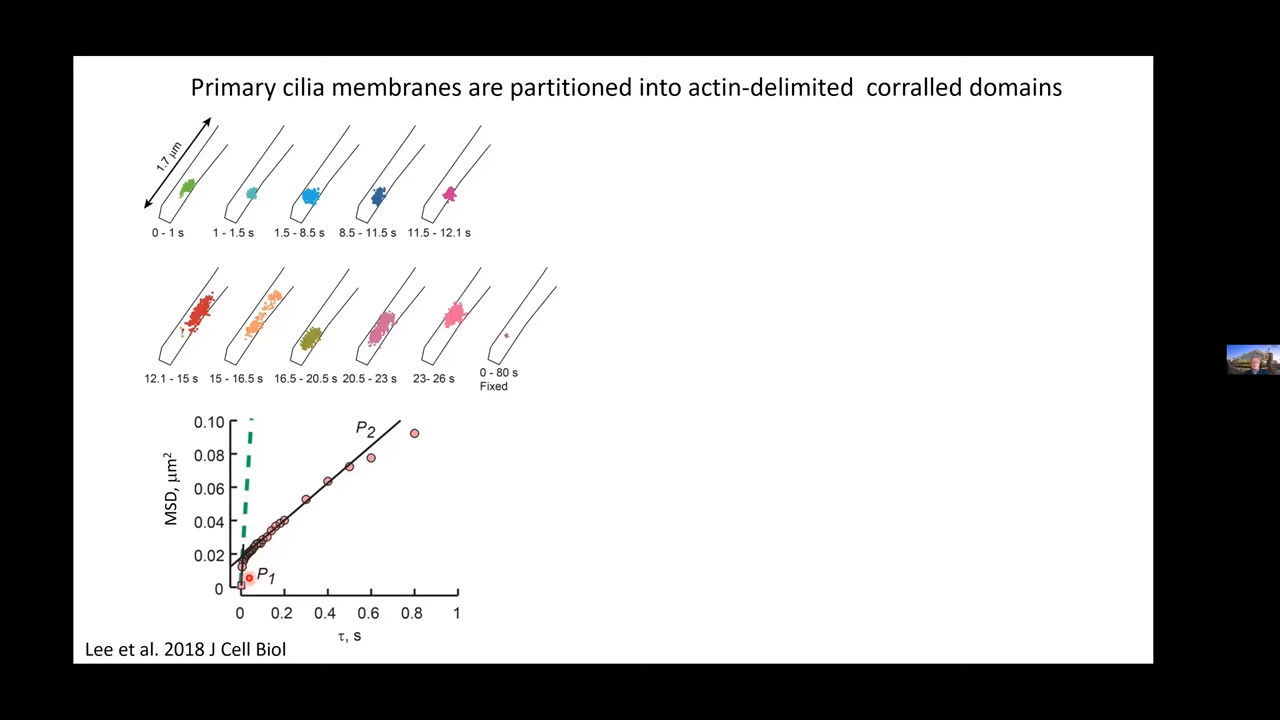 Primary cilia membranes are partitioned into actin-delimited corralled domains
1.7 μm
0 - 1 s
1 - 1.5 s
1.5 - 8.5 s
8.5 - 11.5 s
11.5 - 12.1 s
12.1 - 15 s
15 - 16.5 s
16.5 - 20.5 s
20.5 - 23 s
23- 26 s
0 - 80 s
Fixed
MSD, μm²
0.10
0.08
0.06
0.04
0.02
0
P2
P1
0
0.2
0.4
0.6
0.8
1
τ, s
Lee et al. 2018 J Cell Biol